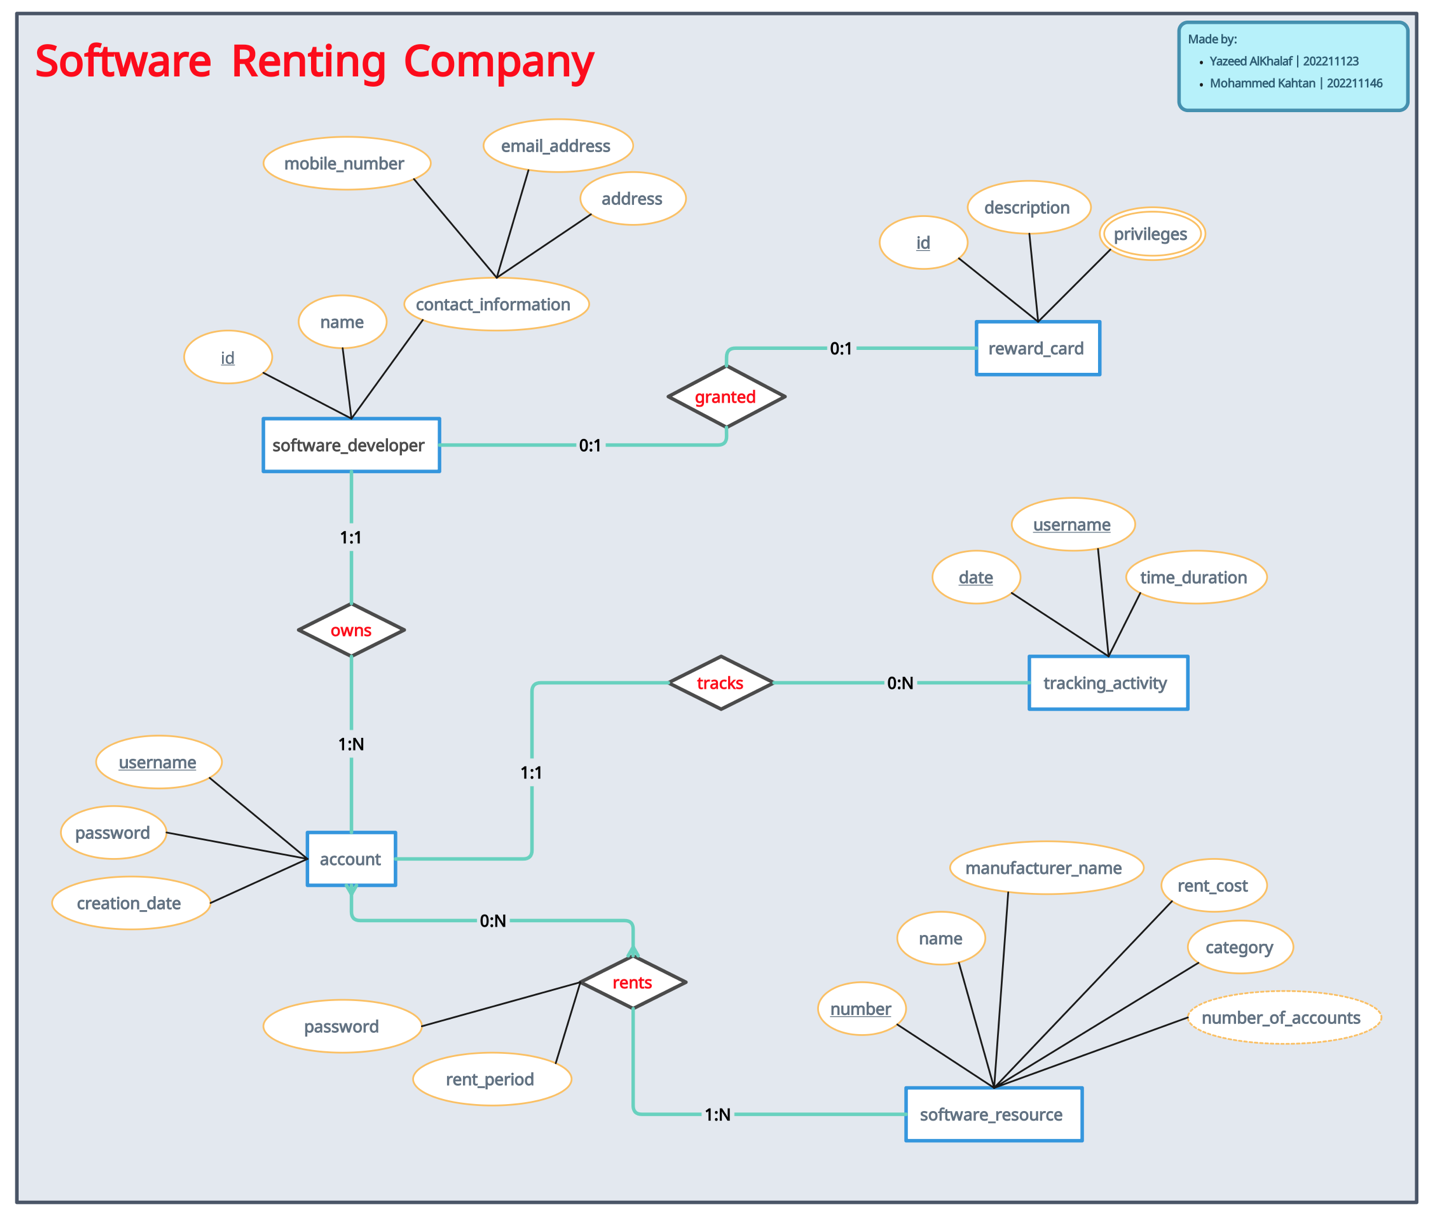 Software Renting Company
Made by:
• Yazeed AlKhalaf | 202211123
• Mohammed Kahtan | 202211146
mobile_number
email_address
address
contact_information
name
id
software_developer
id
description
privileges
reward_card
0:1
granted
0:1
1:1
owns
1:N
date
username
time_duration
tracking_activity
tracks
0:N
1:1
username
password
creation_date
account
0:N
rents
password
rent_period
1:N
number
name
manufacturer_name
rent_cost
category
number_of_accounts
software_resource